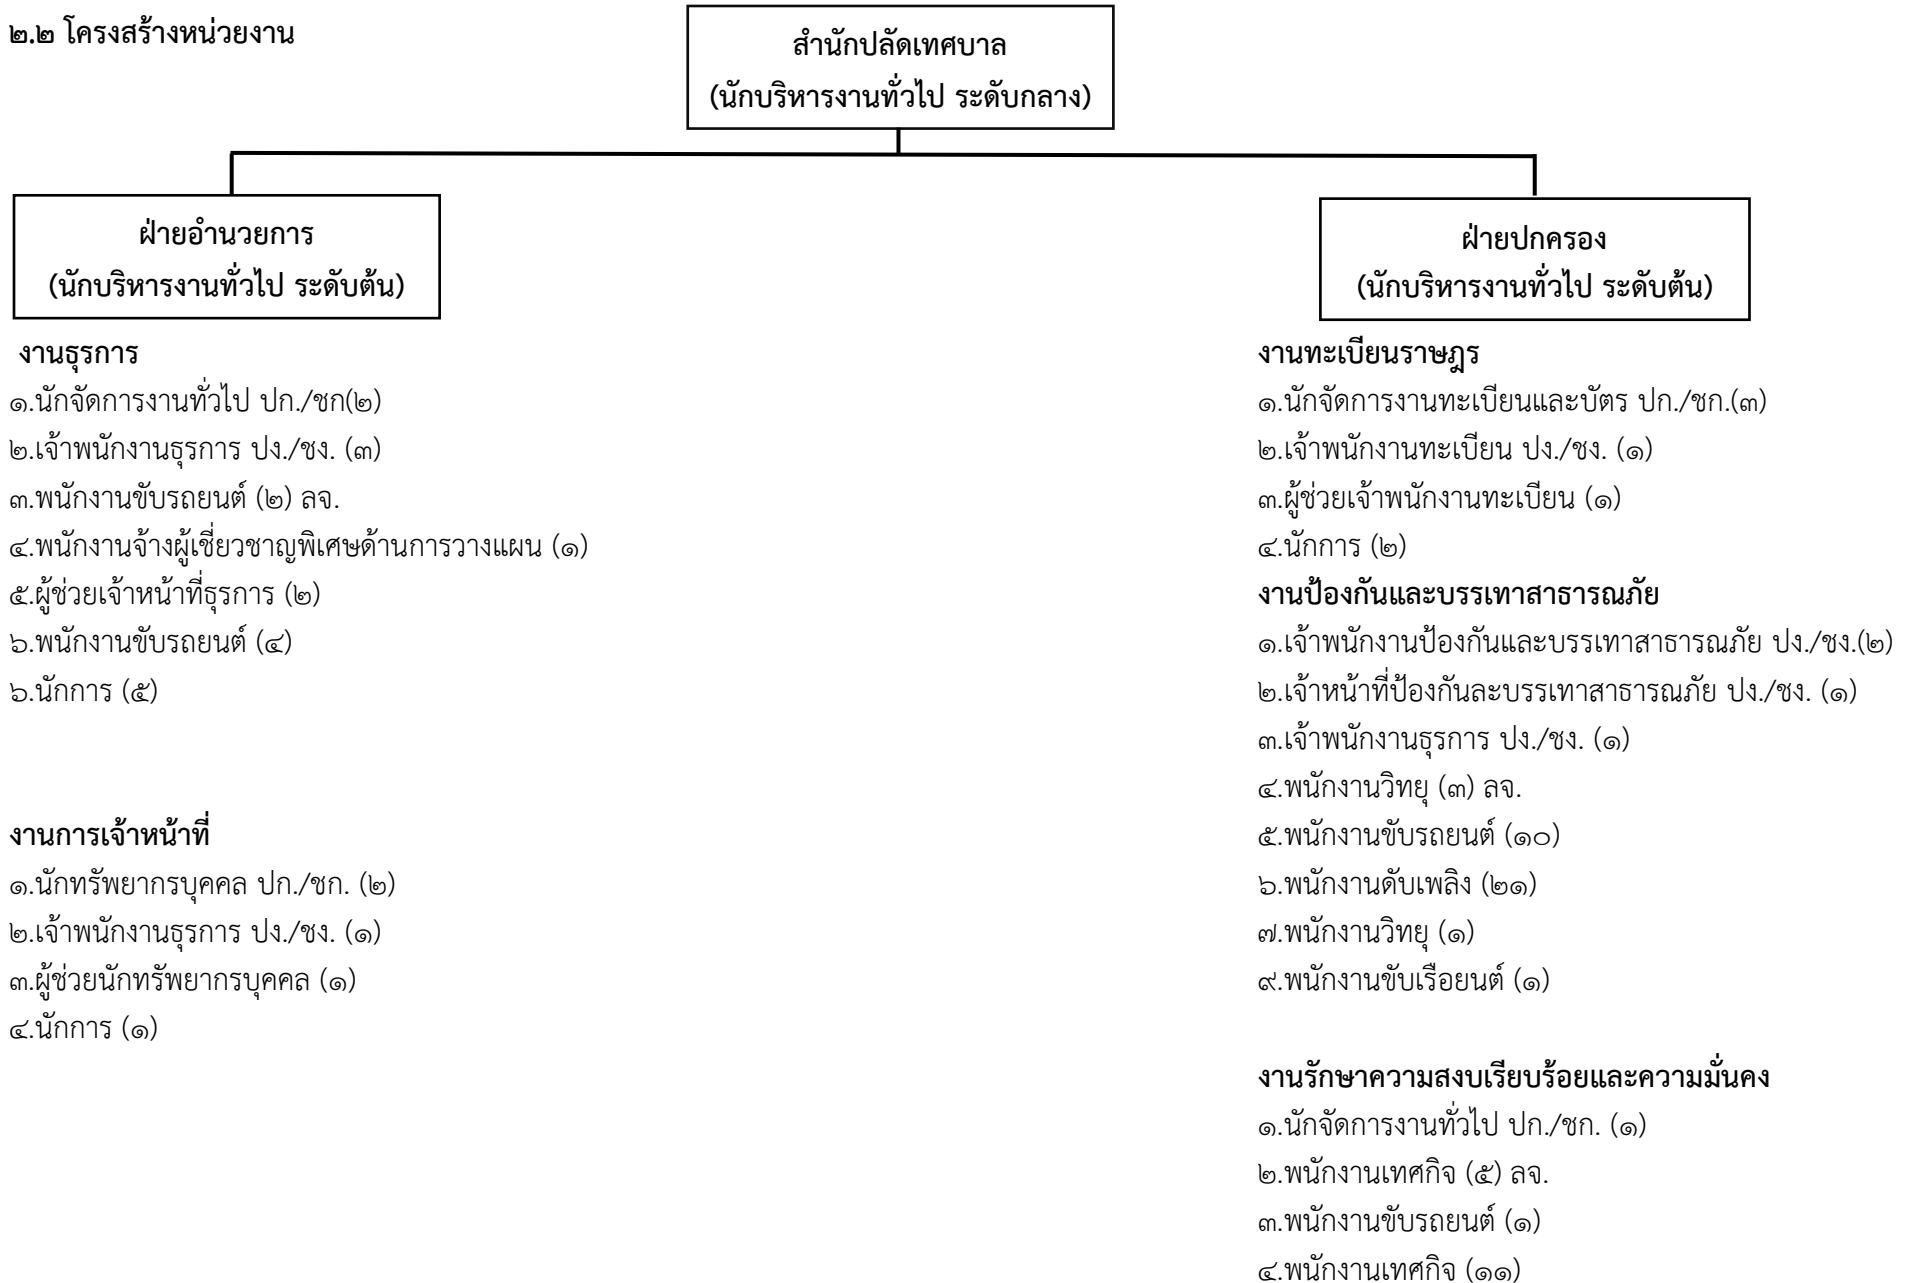 ๒.๒ โครงสร้างหน่วยงาน
สำนักปลัดเทศบาล
(นักบริหารงานทั่วไป ระดับกลาง)
ฝ่ายอำนวยการ
(นักบริหารงานทั่วไป ระดับต้น)
งานธุรการ
๑.นักจัดการงานทั่วไป ปก./ชก(๒)
๒.เจ้าพนักงานธุรการ ปง./ชง. (๓)
๓.พนักงานขับรถยนต์ (๒) ลจ.
๔.พนักงานจ้างผู้เชี่ยวชาญพิเศษด้านการวางแผน (๑)
๕.ผู้ช่วยเจ้าหน้าที่ธุรการ (๒)
๖.พนักงานขับรถยนต์ (๔)
๖.นักการ (๕)
งานการเจ้าหน้าที่
๑.นักทรัพยากรบุคคล ปก./ชก. (๒)
๒.เจ้าพนักงานธุรการ ปง./ชง. (๑)
๓.ผู้ช่วยนักทรัพยากรบุคคล (๑)
๔.นักการ (๑)
ฝ่ายปกครอง
(นักบริหารงานทั่วไป ระดับต้น)
งานทะเบียนราษฎร
๑.นักจัดการงานทะเบียนและบัตร ปก./ชก.(๓)
๒.เจ้าพนักงานทะเบียน ปง./ชง. (๑)
๓.ผู้ช่วยเจ้าพนักงานทะเบียน (๑)
๔.นักการ (๒)
งานป้องกันและบรรเทาสาธารณภัย
๑.เจ้าพนักงานป้องกันและบรรเทาสาธารณภัย ปง./ชง.(๒)
๒.เจ้าหน้าที่ป้องกันละบรรเทาสาธารณภัย ปง./ชง. (๑)
๓.เจ้าพนักงานธุรการ ปง./ชง. (๑)
๔.พนักงานวิทยุ (๓) ลจ.
๕.พนักงานขับรถยนต์ (๑๐)
๖.พนักงานดับเพลิง (๒๑)
๗.พนักงานวิทยุ (๑)
๙.พนักงานขับเรือยนต์ (๑)
งานรักษาความสงบเรียบร้อยและความมั่นคง
๑.นักจัดการงานทั่วไป ปก./ชก. (๑)
๒.พนักงานเทศกิจ (๕) ลจ.
๓.พนักงานขับรถยนต์ (๑)
๔.พนักงานเทศกิจ (๑๑)